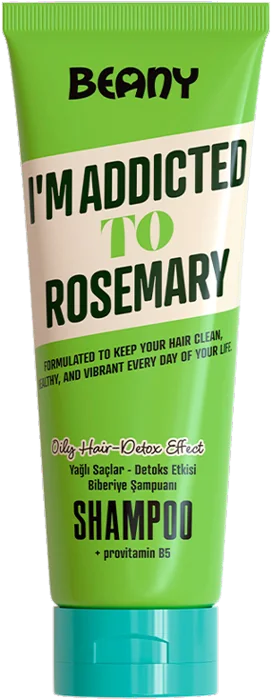 BEANY
I'M ADDICTED
TO
ROSEMARY
FORMULATED TO KEEP YOUR HAIR CLEAN,
HEALTHY, AND VIBRANT EVERY DAY OF YOUR LIFE.
Oily Hair-Detox Effect
Yağlı Saçlar - Detoks Etkisi
Biberiye Şampuanı
SHAMPOO
+ provitamin B5